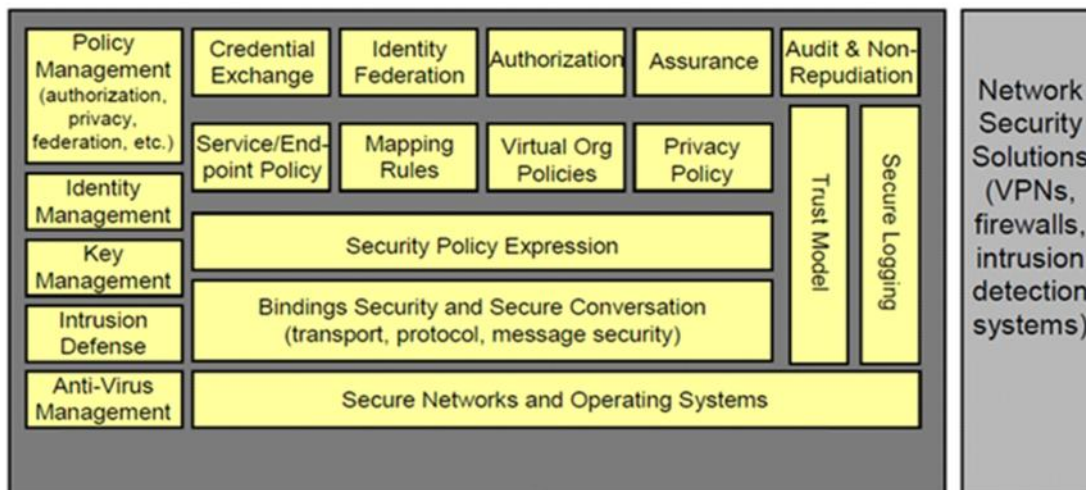 Policy
Management
(authorization,
privacy,
federation, etc.)
Identity
Management
Key
Management
Intrusion
Defense
Anti-Virus
Management
Credential
Exchange
Identity
Federation
Authorization
Assurance
Audit & Non-
Repudiation
Service/End-
point Policy
Mapping
Rules
Virtual Org
Policies
Privacy
Policy
Trust Model
Secure Logging
Security Policy Expression
Bindings Security and Secure Conversation
(transport, protocol, message security)
Secure Networks and Operating Systems
Network
Security
Solutions
(VPNs,
firewalls,
intrusion
detection
systems)